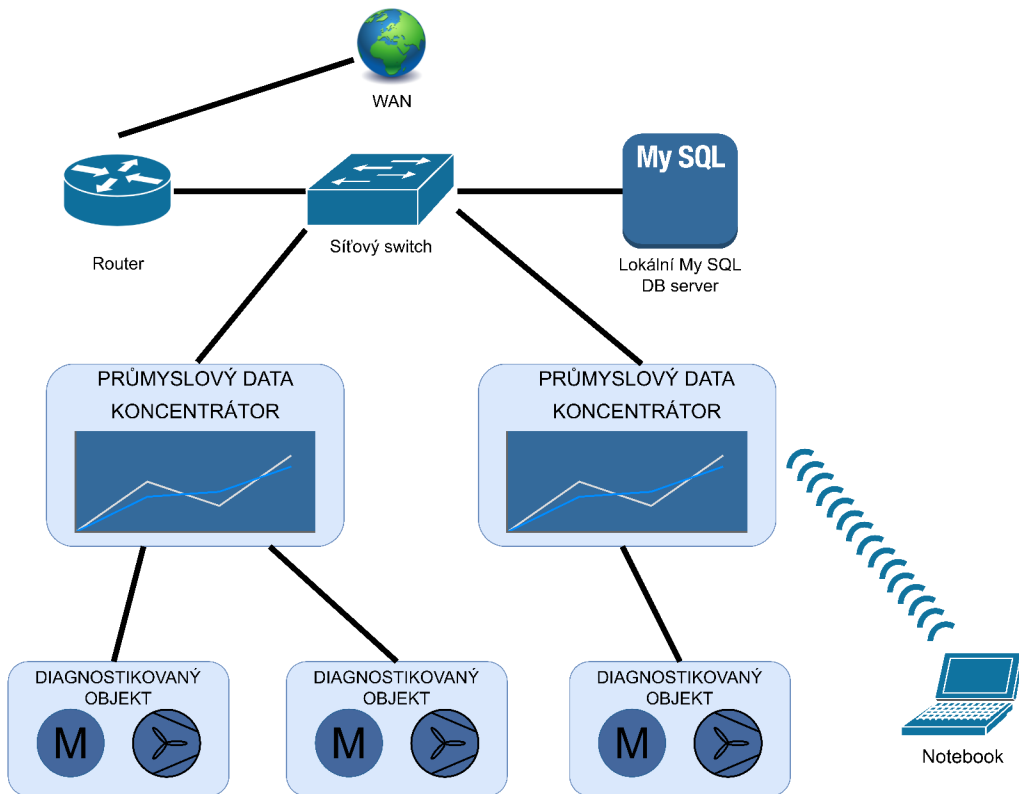 WAN
My SQL
Router
Síťový switch
Lokální My SQL
DB server
PRŮMYSLOVÝ DATA
KONCENTRÁTOR
PRŮMYSLOVÝ DATA
KONCENTRÁTOR
DIAGNOSTIKOVANÝ
OBJEKT
M
DIAGNOSTIKOVANÝ
OBJEKT
M
DIAGNOSTIKOVANÝ
OBJEKT
M
Notebook